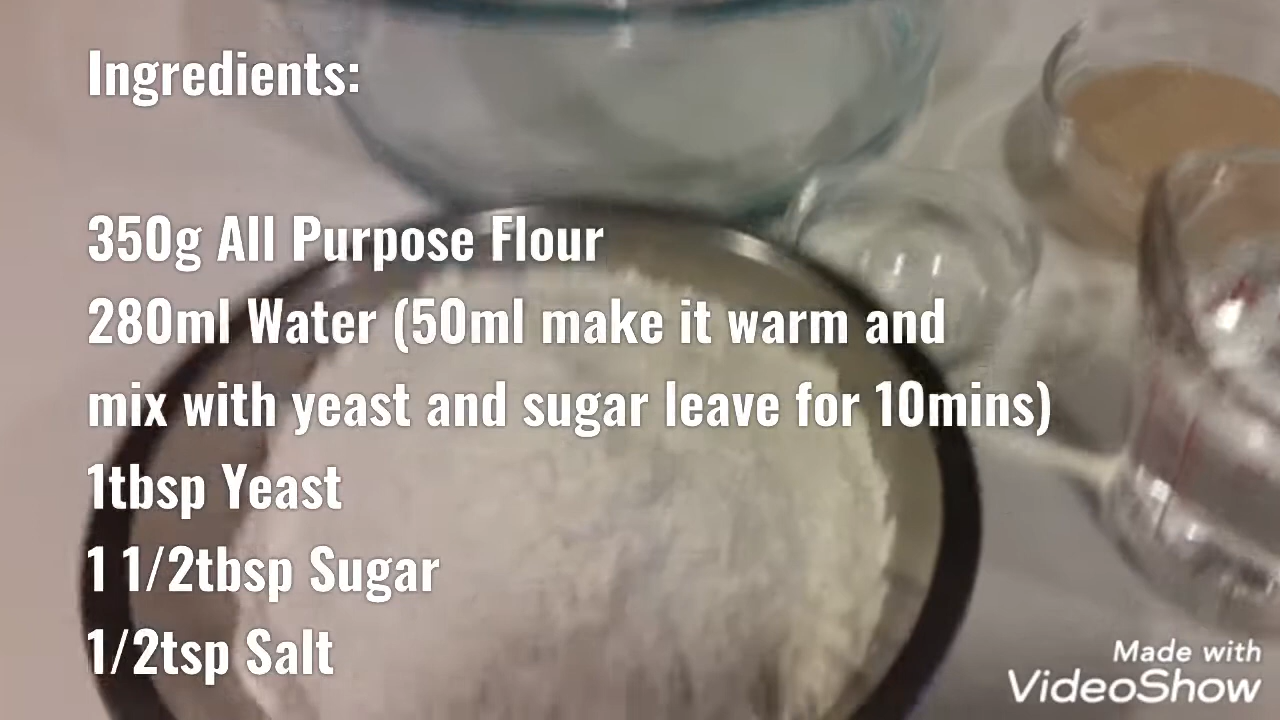 Ingredients:
350g All Purpose Flour
280ml Water (50ml make it warm and
mix with yeast and sugar leave for 10mins)
1tbsp Yeast
1 1/2tbsp Sugar
1/2tsp Salt
Made with
VideoShow